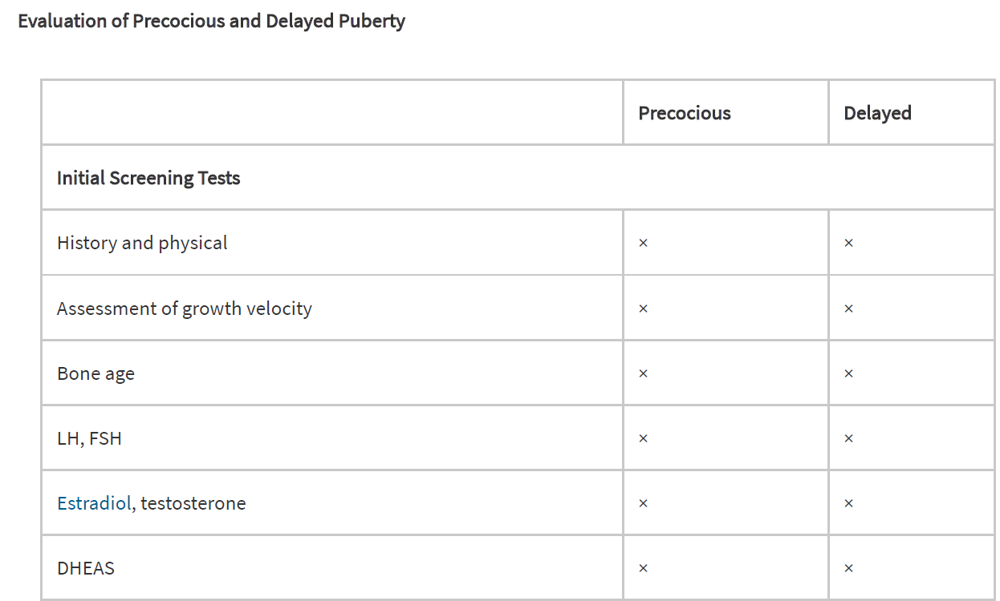 Evaluation of Precocious and Delayed Puberty
Precocious Delayed
Initial Screening Tests
History and physical × ×
Assessment of growth velocity × ×
Bone age × ×
LH, FSH × ×
Estradiol, testosterone × ×
DHEAS × ×